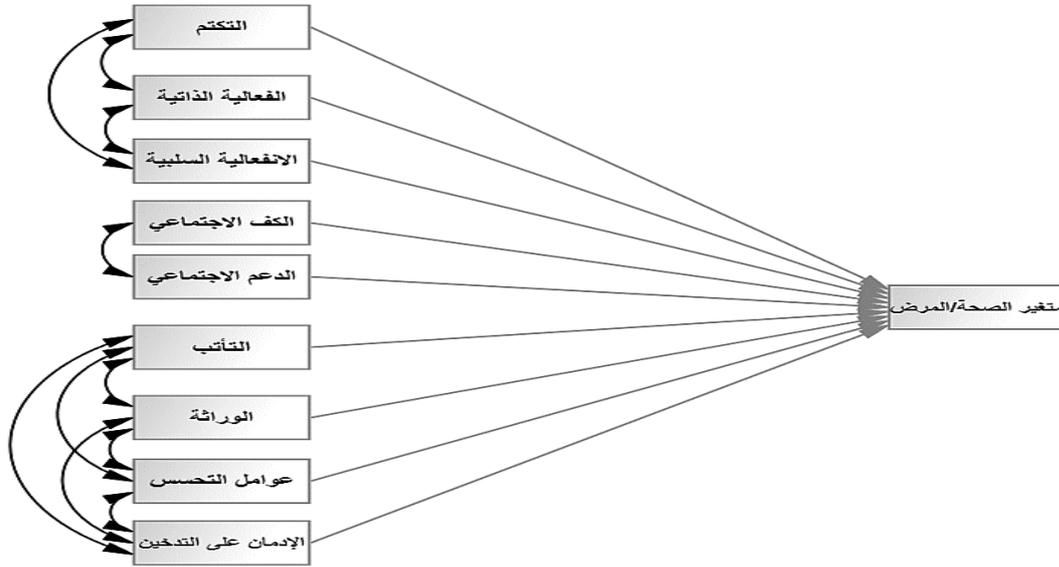 التكتم
الفعالية الذاتية
الانفعالية السلبية
الكف الاجتماعي
الدعم الاجتماعي
التأتب
الوراثة
عوامل التحسس
الإدمان على التدخين
تغير الصحة/المرض